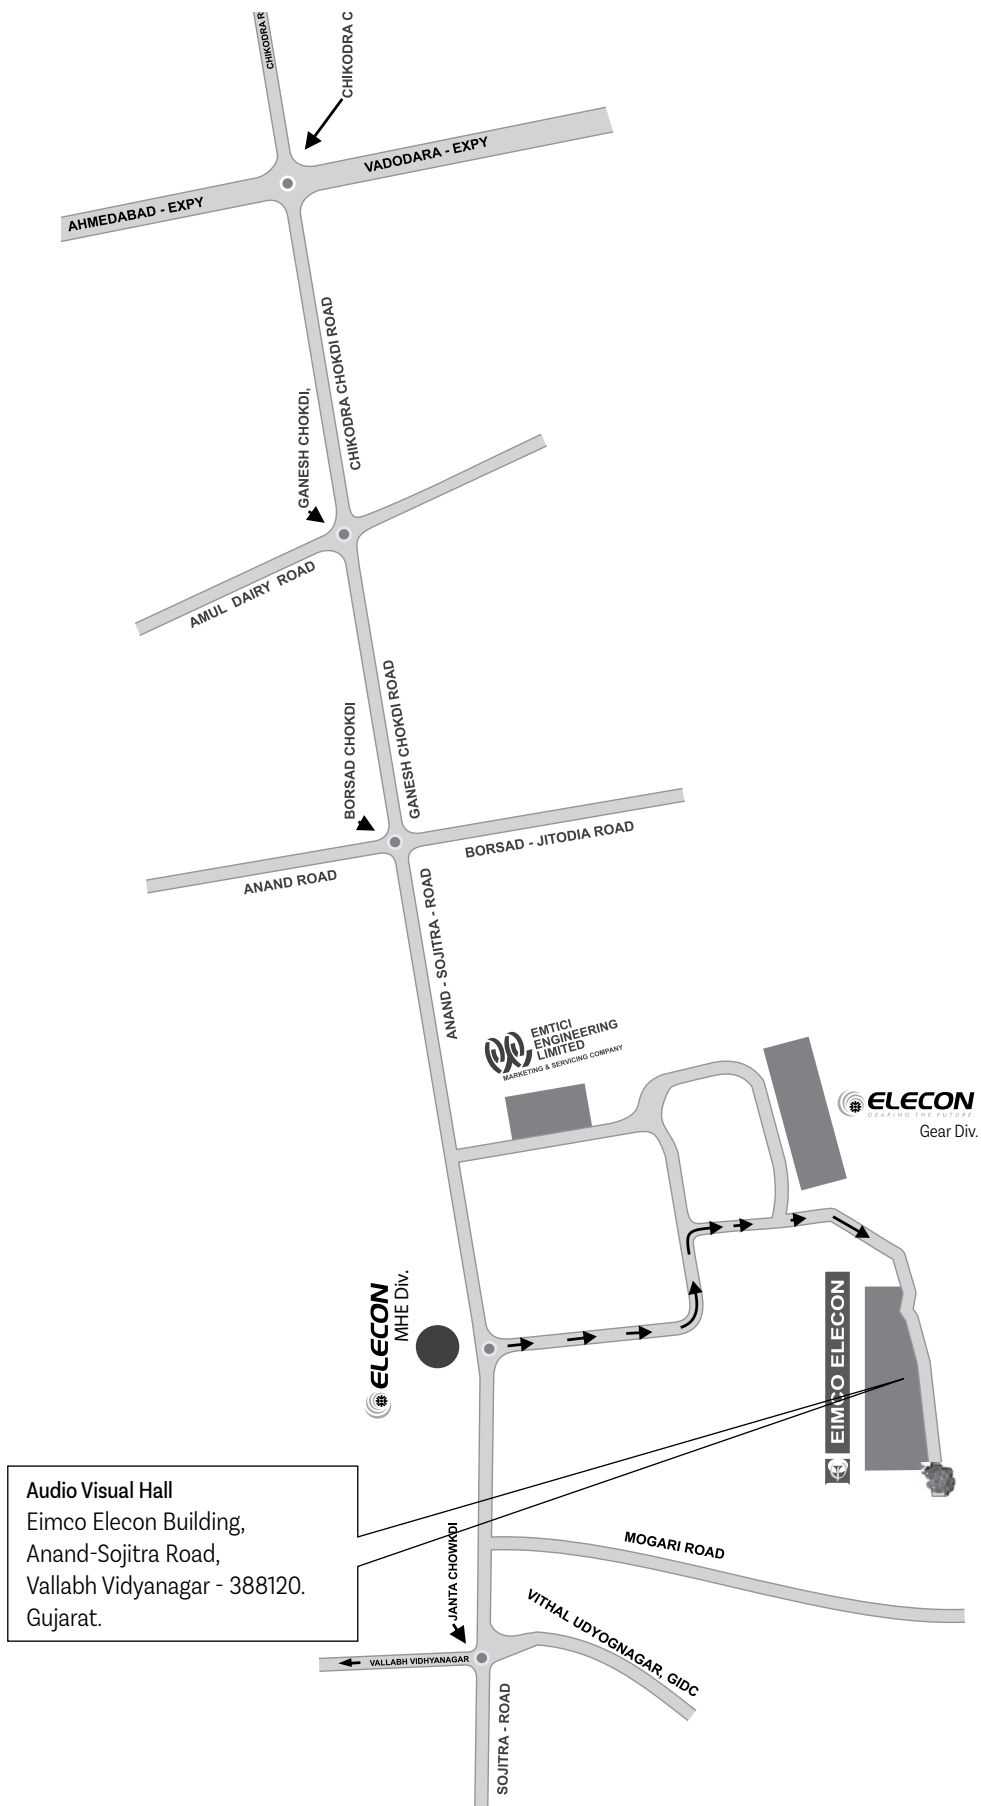 CHIKODRA R
CHIKODRA C
VADODARA - EXPY
AHMEDABAD - EXPY
CHIKODRA CHOKDI ROAD
GANESH CHOKDI,
AMUL DAIRY ROAD
GANESH CHOKDI ROAD
BORSAD CHOKDI
BORSAD - JITODIA ROAD
ANAND ROAD
ANAND - SOJITRA - ROAD
EMTICI
ENGINEERING
LIMITED
MARKETING & SERVICING COMPANY
ELECON
GEARING THE FUTURE
Gear Div.
ELECON
MHE Div.
EIMCO ELECON
Audio Visual Hall
Eimco Elecon Building,
Anand-Sojitra Road,
Vallabh Vidyanagar - 388120.
Gujarat.
JANTA CHOWKDI
MOGARI ROAD
VITHAL UDYOGNAGAR, GIDC
VALLABH VIDHYANAGAR
SOJITRA - ROAD